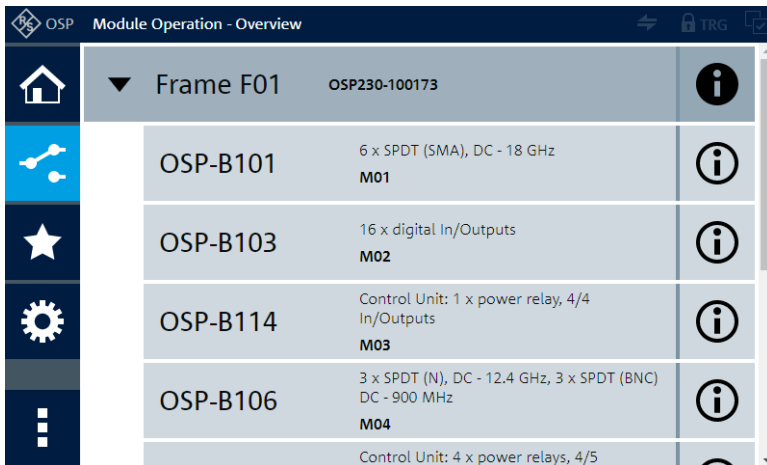 R&S OSP Module Operation - Overview TRG
Frame F01 OSP230-100173
OSP-B101
6 x SPDT (SMA), DC - 18 GHz
M01
OSP-B103
16 x digital In/Outputs
M02
OSP-B114
Control Unit: 1 x power relay, 4/4
In/Outputs
M03
OSP-B106
3 x SPDT (N), DC - 12.4 GHz, 3 x SPDT (BNC)
DC - 900 MHz
M04
Control Unit: 4 x power relays, 4/5